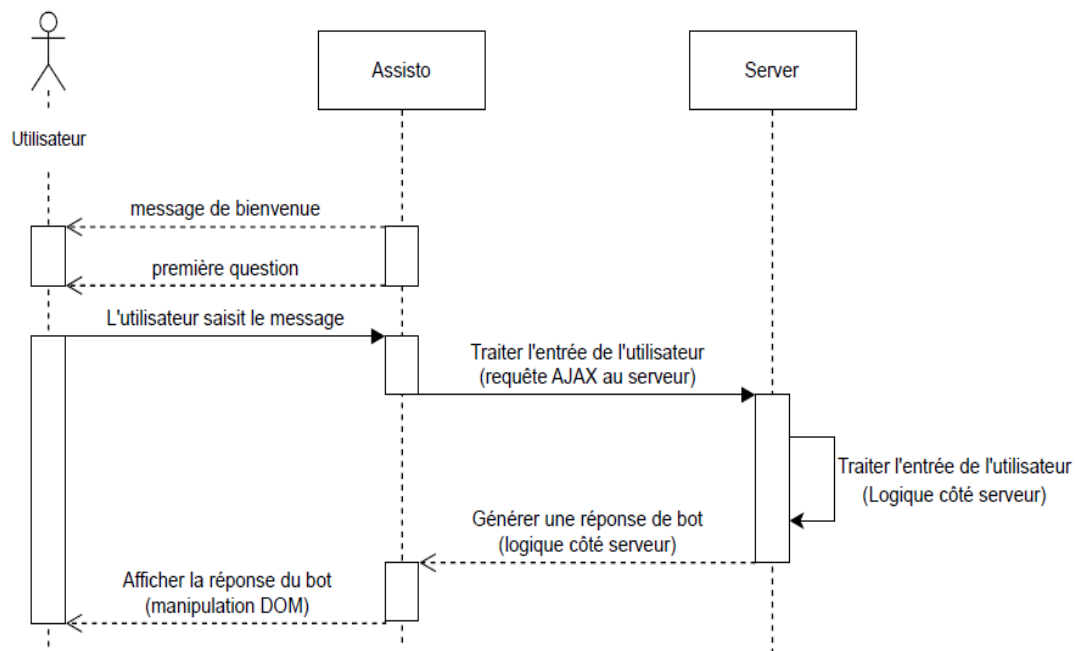 Assisto
Server
Utilisateur
message de bienvenue
première question
L'utilisateur saisit le message
Traiter l'entrée de l'utilisateur
(requête AJAX au serveur)
Traiter l'entrée de l'utilisateur
(Logique côté serveur)
Générer une réponse de bot
(logique côté serveur)
Afficher la réponse du bot
(manipulation DOM)